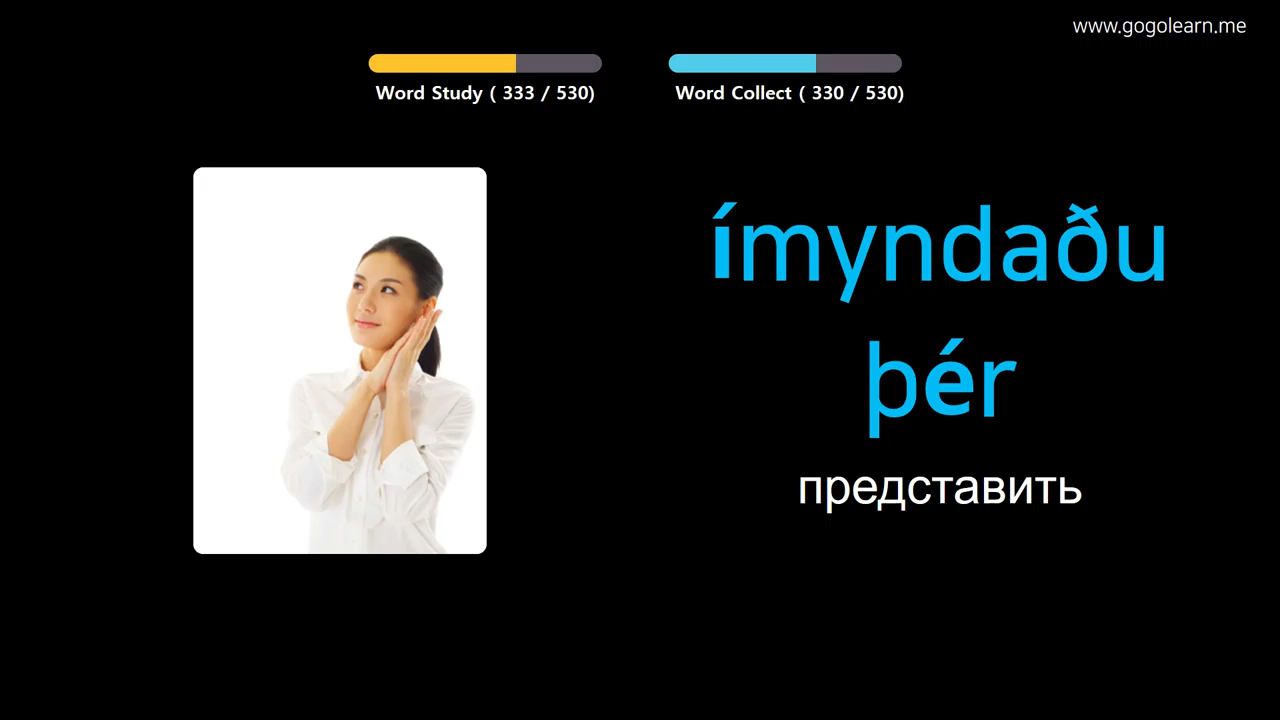 www.gogolearn.me
Word Study ( 333 / 530)
Word Collect ( 330 / 530)
ímyndaðu
þér
представить